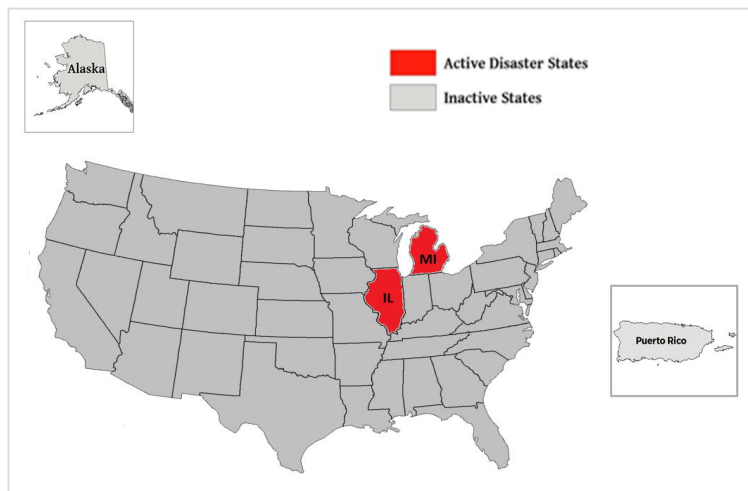 Alaska
Active Disaster States
Inactive States
MI
IL
Puerto Rico